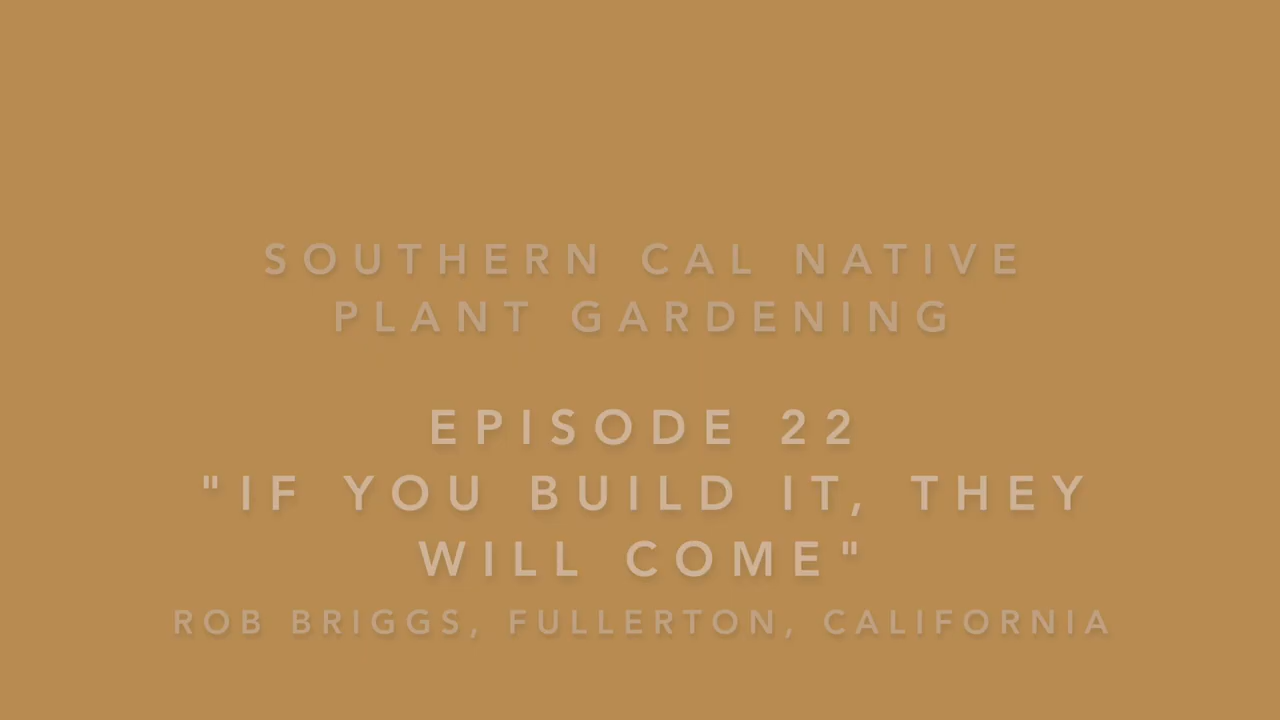 SOUTHERN CAL NATIVE
PLANT GARDENING
EPISODE 22
"IF YOU BUILD IT, THEY
WILL COME"
ROB BRIGGS, FULLERTON, CALIFORNIA